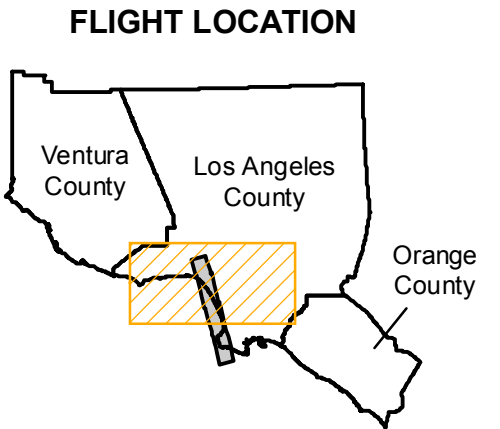 FLIGHT LOCATION
Ventura
County
Los Angeles
County
Orange
County